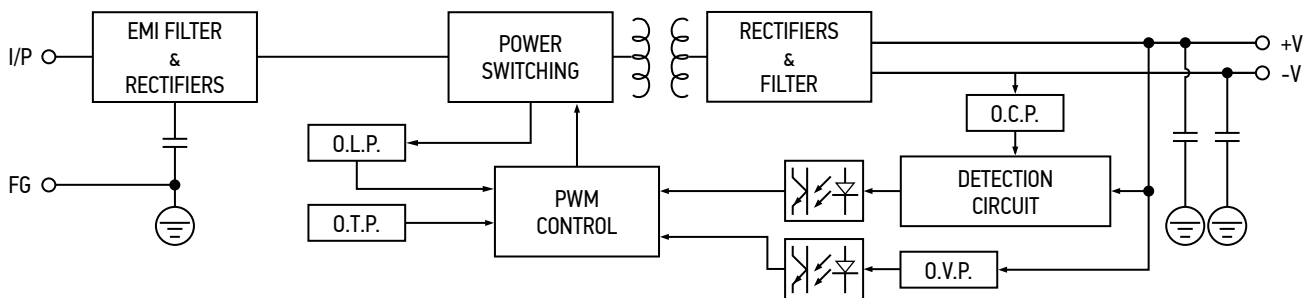 I/P
EMI FILTER
&
RECTIFIERS
POWER
SWITCHING
RECTIFIERS
&
FILTER
+V
-V
O.C.P.
O.L.P.
FG
PWM
CONTROL
DETECTION
CIRCUIT
O.T.P.
O.V.P.